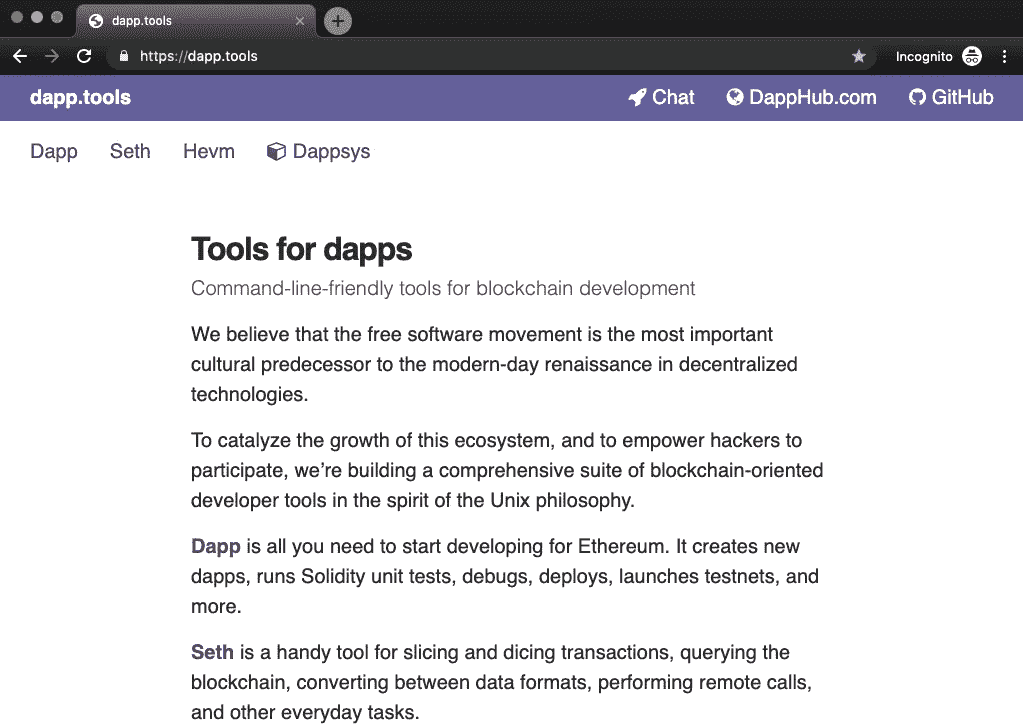 dapp.tools
https://dapp.tools
Incognito
dapp.tools Chat DappHub.com GitHub
Dapp Seth Hevm Dappsys
Tools for dapps
Command-line-friendly tools for blockchain development
We believe that the free software movement is the most important
cultural predecessor to the modern-day renaissance in decentralized
technologies.
To catalyze the growth of this ecosystem, and to empower hackers to
participate, we’re building a comprehensive suite of blockchain-oriented
developer tools in the spirit of the Unix philosophy.
Dapp is all you need to start developing for Ethereum. It creates new
dapps, runs Solidity unit tests, debugs, deploys, launches testnets, and
more.
Seth is a handy tool for slicing and dicing transactions, querying the
blockchain, converting between data formats, performing remote calls,
and other everyday tasks.